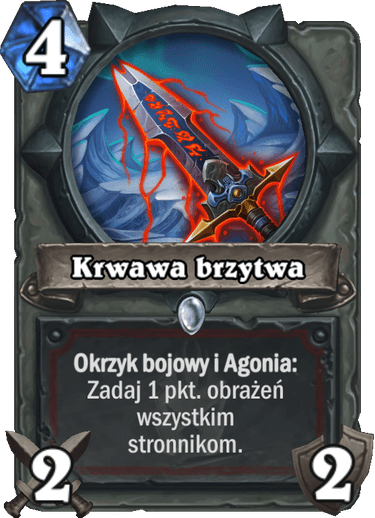 4
Krwawa brzytwa
Okrzyk bojowy i Agonia:
Zadaj 1 pkt. obrażeń
wszystkim
stronnikom.
2
2